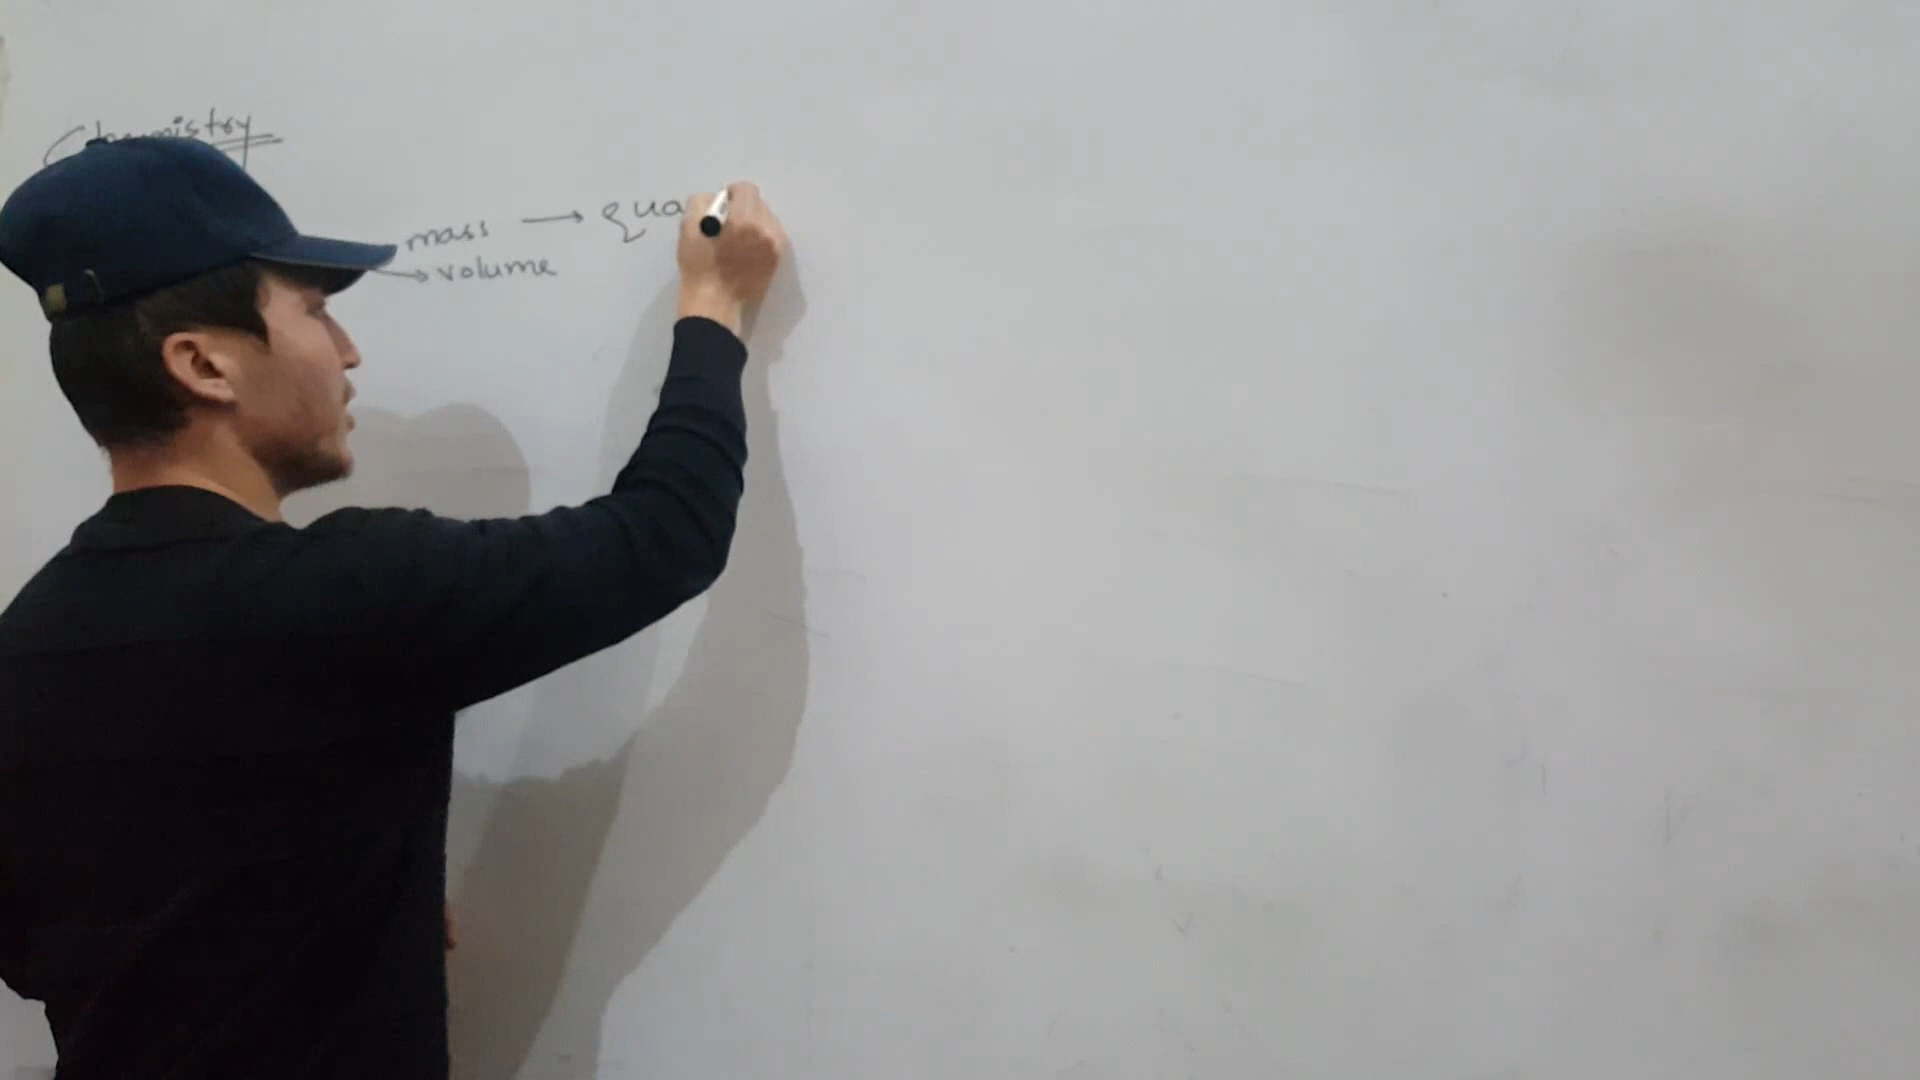 Chemistry
mass → qua
→ volume